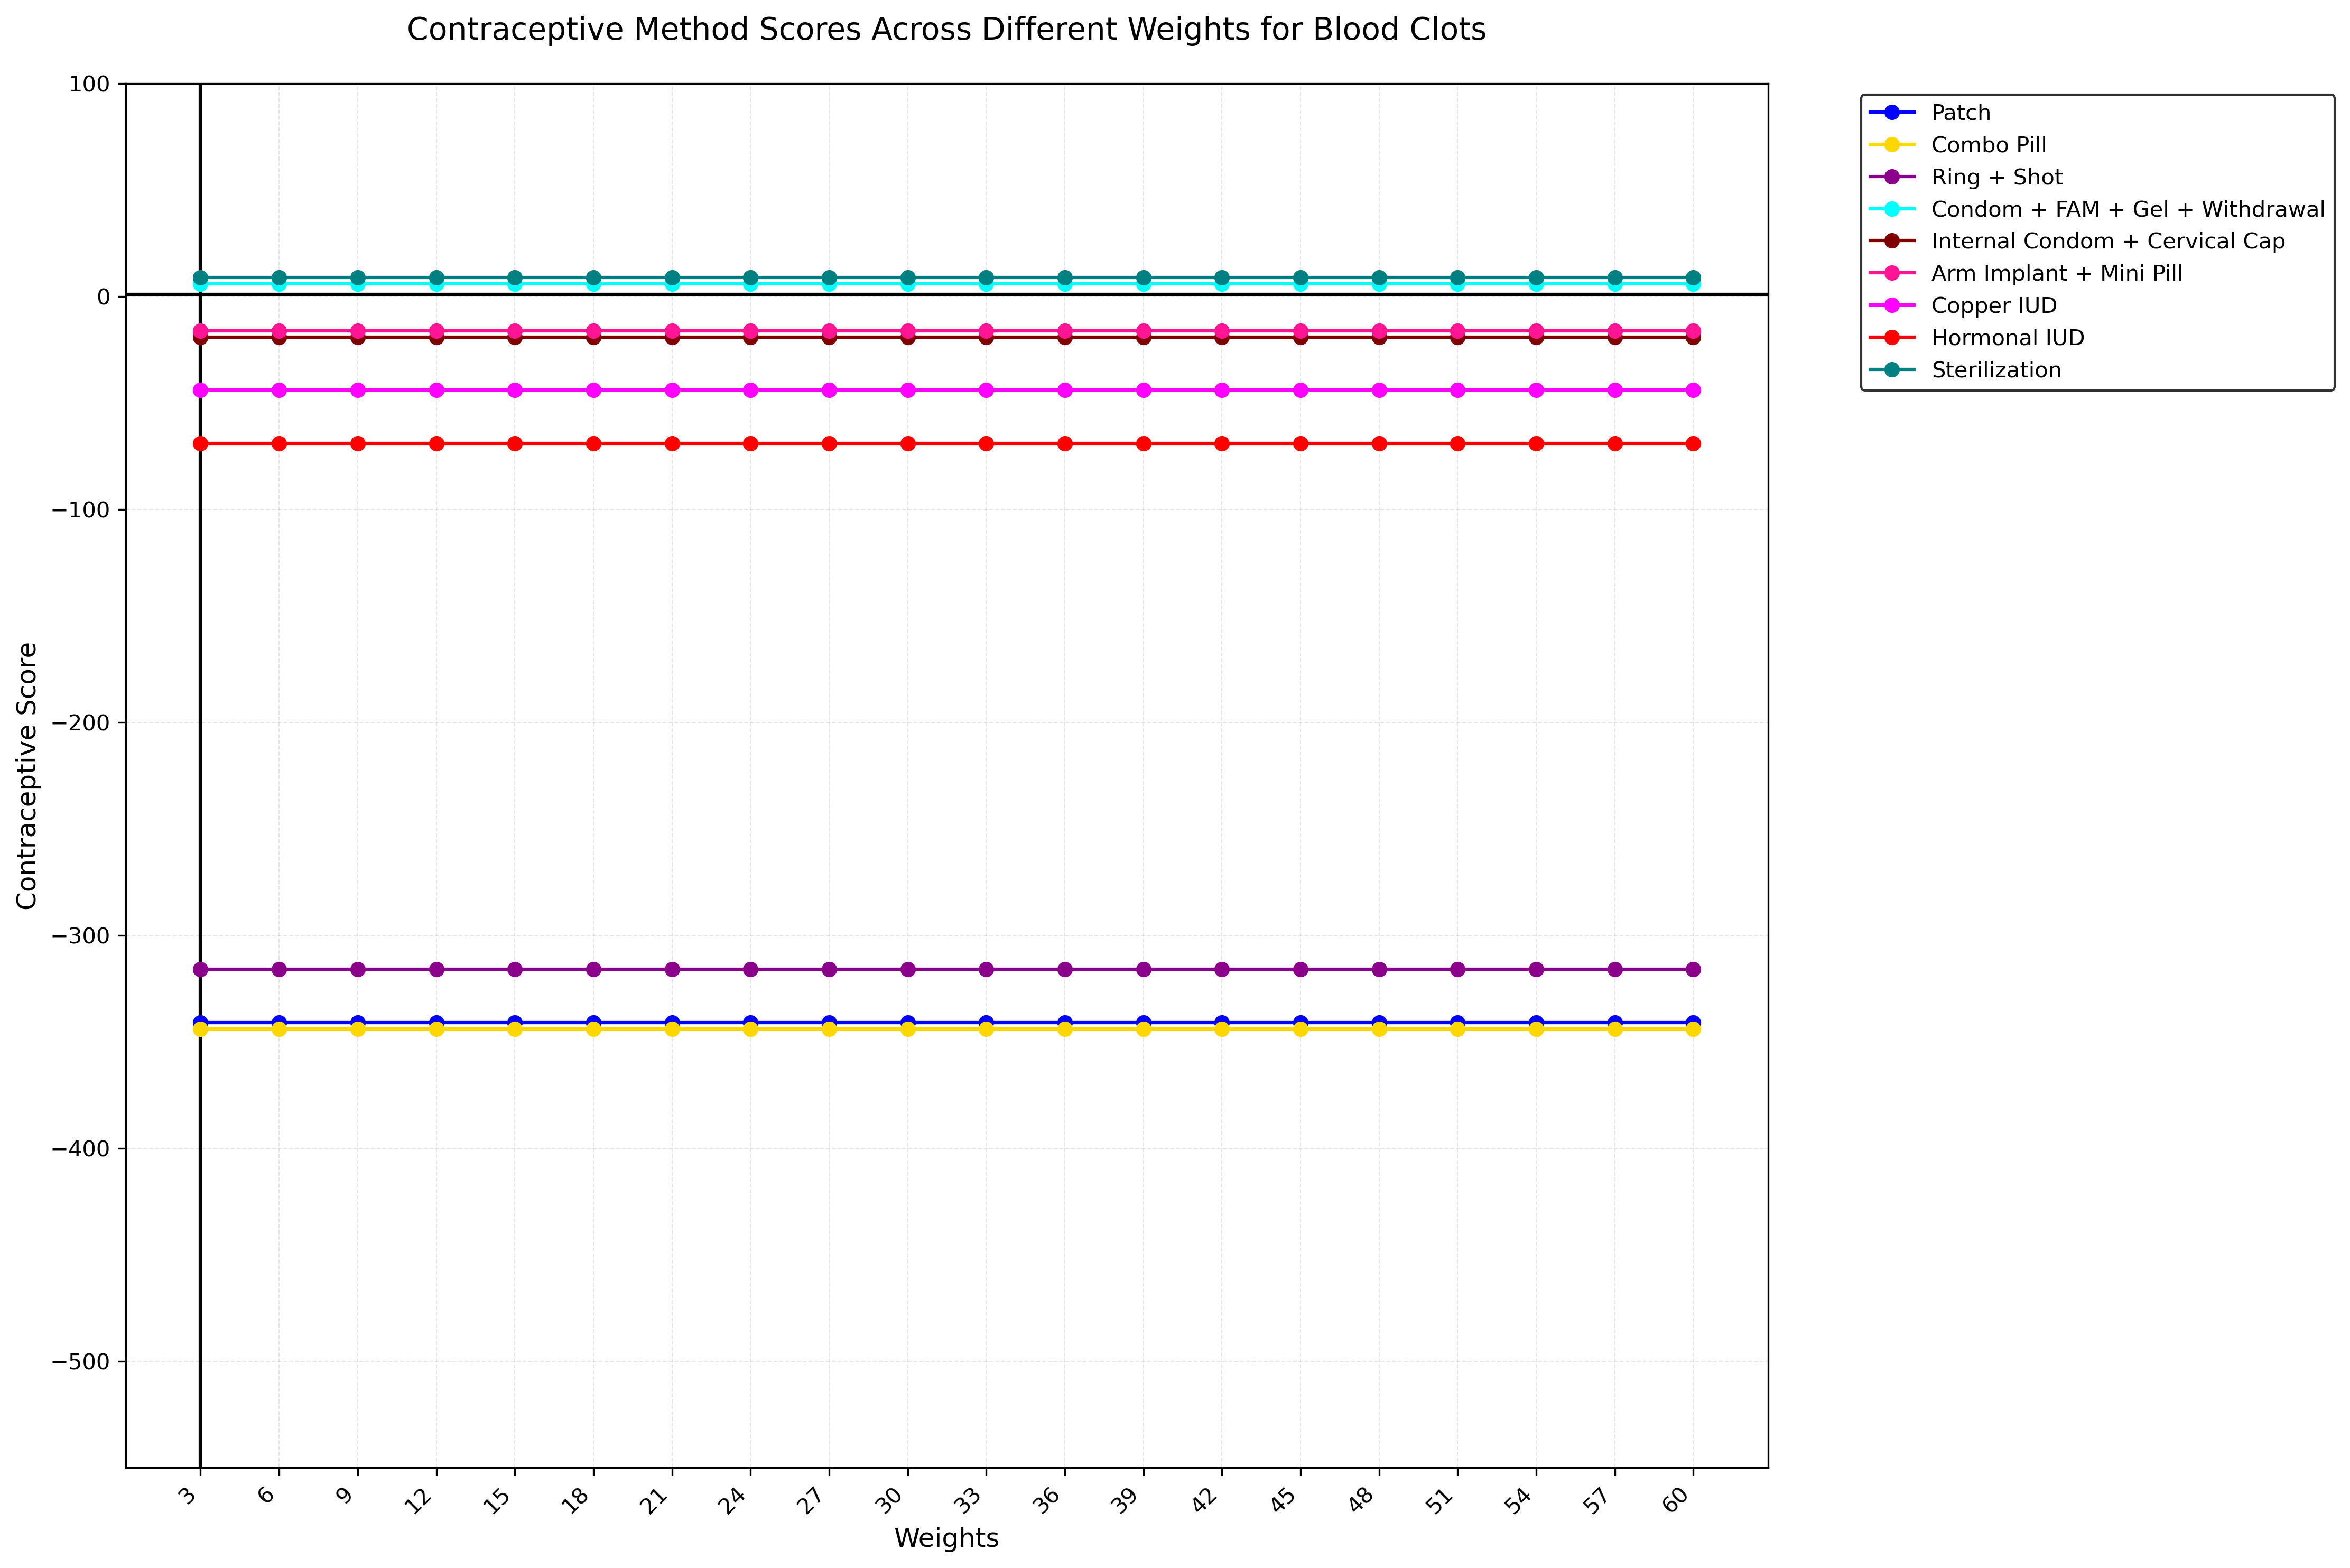 Contraceptive Method Scores Across Different Weights for Blood Clots
100
0
−100
−200
−300
−400
−500
Contraceptive Score
3
6
9
12
15
18
21
24
27
30
33
36
39
42
45
48
51
54
57
60
Weights
Patch
Combo Pill
Ring + Shot
Condom + FAM + Gel + Withdrawal
Internal Condom + Cervical Cap
Arm Implant + Mini Pill
Copper IUD
Hormonal IUD
Sterilization